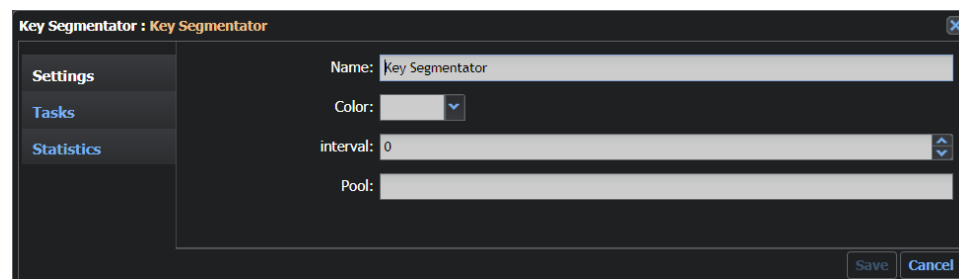 Key Segmentator : Key Segmentator
Settings
Tasks
Statistics
Name: Key Segmentator
Color:
interval: 0
Pool:
Save Cancel